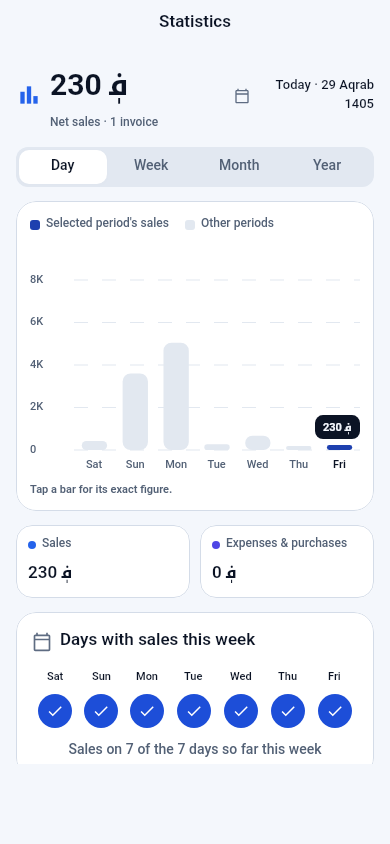 Statistics
230 ؋
Today · 29 Aqrab
1405
Net sales · 1 invoice
Day Week Month Year
Selected period's sales Other periods
8K
6K
4K
2K
230 ؋
0
Sat Sun Mon Tue Wed Thu Fri
Tap a bar for its exact figure.
Sales Expenses & purchases
230 ؋ 0 ؋
Days with sales this week
Sat Sun Mon Tue Wed Thu Fri
Sales on 7 of the 7 days so far this week